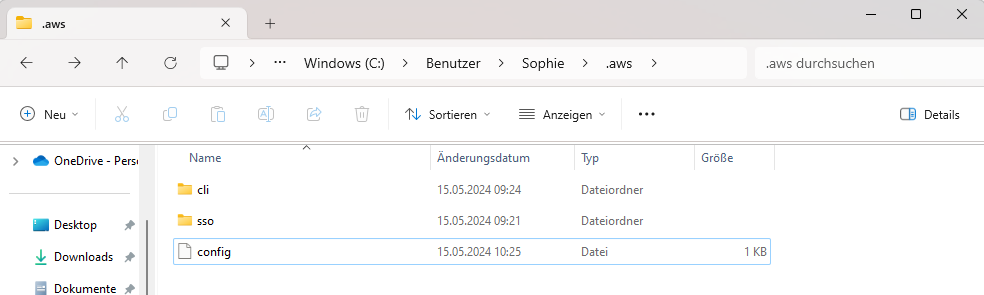 .aws
Windows (C:) Benutzer Sophie .aws .aws durchsuchen
Neu Sortieren Anzeigen Details
OneDrive - Perso
Name Änderungsdatum Typ Größe
cli 15.05.2024 09:24 Dateiordner
sso 15.05.2024 09:21 Dateiordner
Desktop
config 15.05.2024 10:25 Datei 1 KB
Downloads
Dokumente